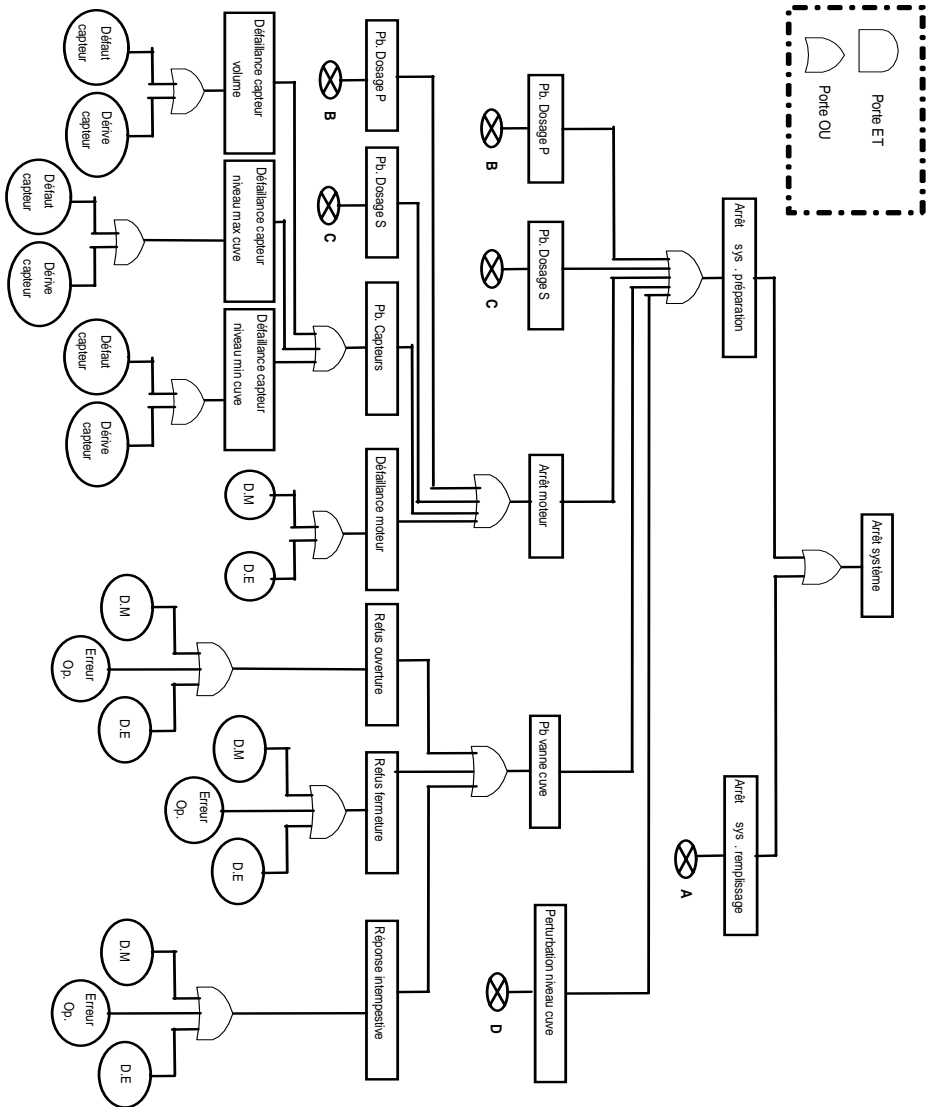 Porte ET
Porte OU
Arrêt système
Arrêt sys . préparation
Arrêt sys . remplissage
A
Pb. Dosage P
B
Pb. Dosage S
C
Arrêt moteur
Pb vanne cuve
Perturbation niveau cuve
D
Pb. Dosage P
B
Pb. Dosage S
C
Pb. Capteurs
Défaillance moteur
Refus ouverture
Refus fermeture
Réponse intempestive
D.M
D.E
D.M
Erreur
Op.
D.E
Défaillance capteur
volume
Défaillance capteur
niveau max cuve
Défaillance capteur
niveau min cuve
D.M
Erreur
Op.
D.E
D.M
Erreur
Op.
D.E
Défaut
capteur
Dérive
capteur
Défaut
capteur
Dérive
capteur
Défaut
capteur
Dérive
capteur